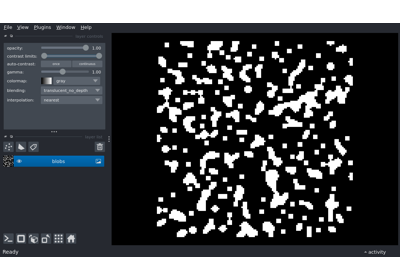 File View Plugins Window Help
opacity: 1.00
contrast limits:
auto-contrast: once continuous
gamma: 1.00
colormap: gray
blending: translucent_no_depth
interpolation: nearest
blobs
Ready
activity